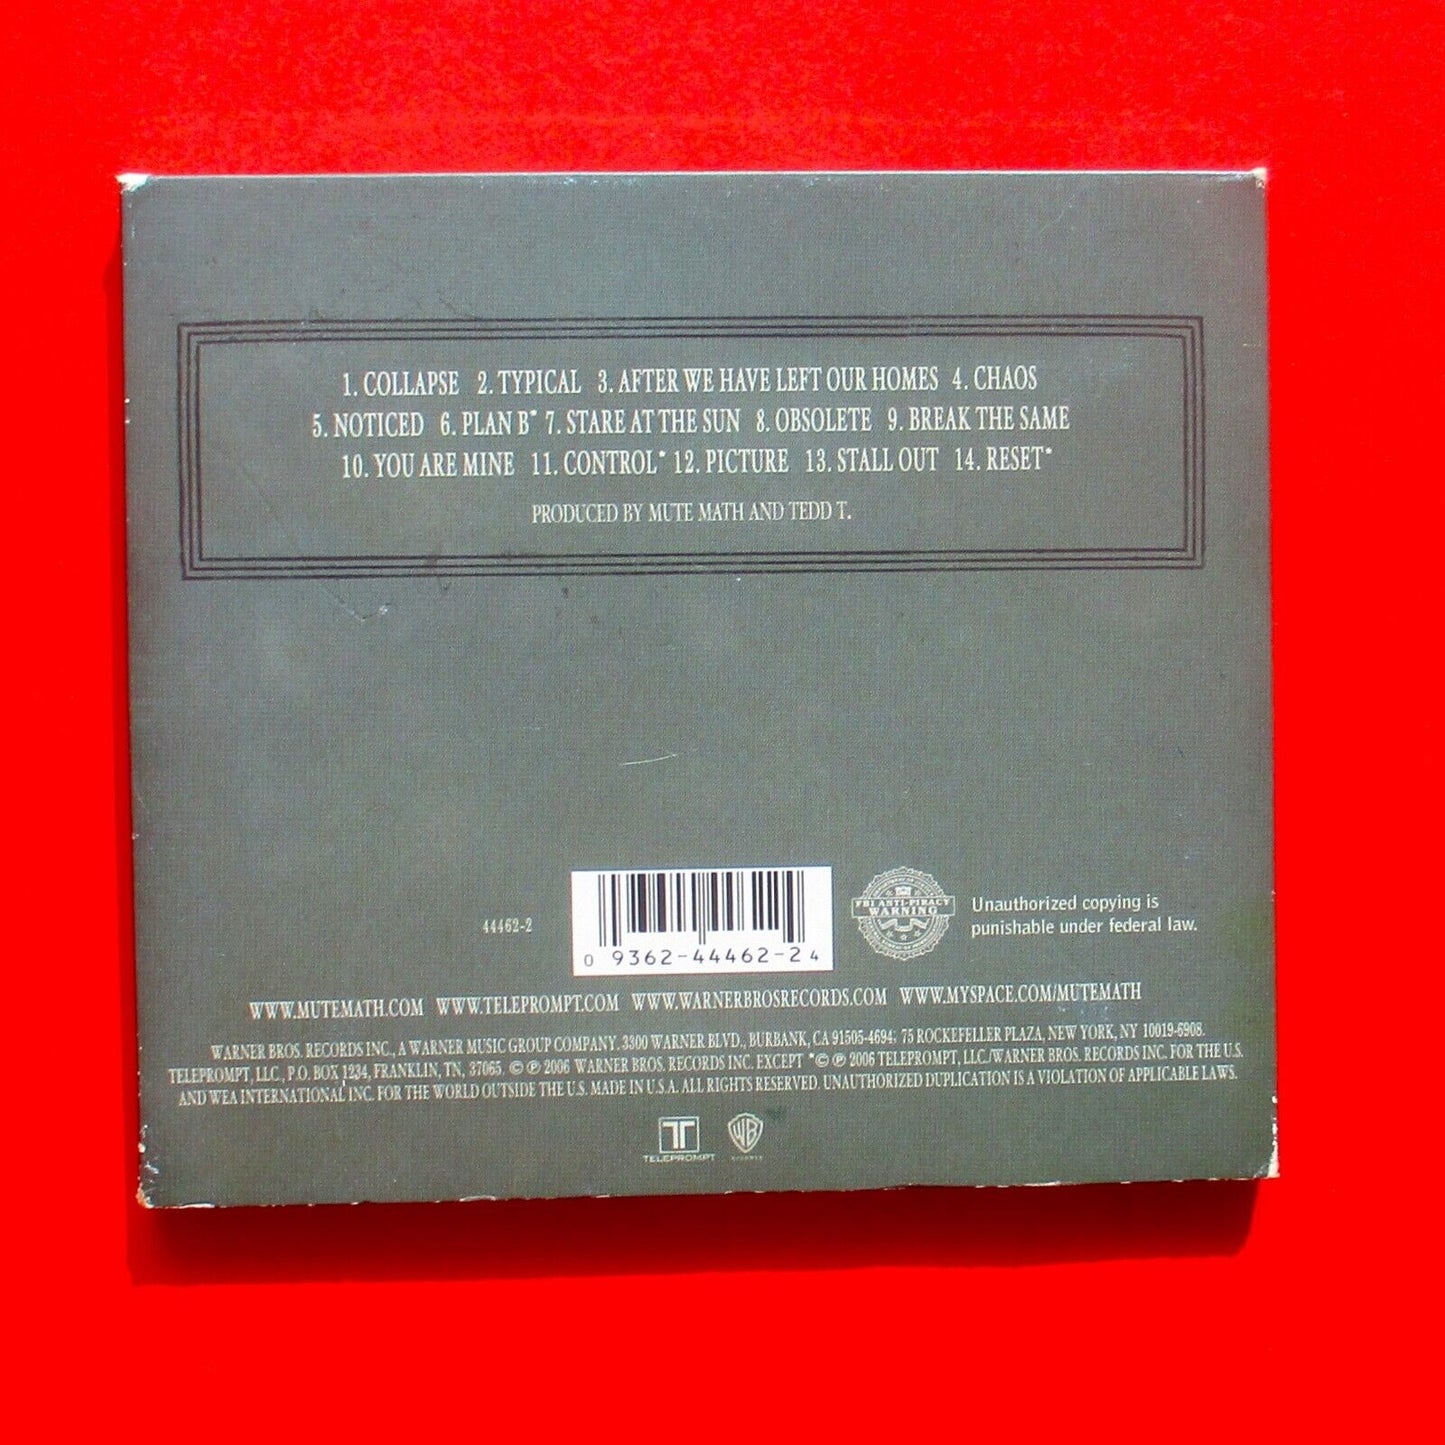 1. COLLAPSE 2. TYPICAL 3. AFTER WE HAVE LEFT OUR HOMES 4. CHAOS
5. NOTICED 6. PLAN B* 7. STARE AT THE SUN 8. OBSOLETE 9. BREAK THE SAME
10. YOU ARE MINE 11. CONTROL* 12. PICTURE 13. STALL OUT 14. RESET*
PRODUCED BY MUTE MATH AND TEDD T.
44462-2
0 9362-44462-2 4
FBI ANTI-PIRACY
WARNING
Unauthorized copying is
punishable under federal law.
WWW.MUTEMATH.COM WWW.TELEPROMPT.COM WWW.WARNERBROSRECORDS.COM WWW.MYSPACE.COM/MUTEMATH
WARNER BROS. RECORDS INC., A WARNER MUSIC GROUP COMPANY. 3300 WARNER BLVD., BURBANK, CA 91505-4694; 75 ROCKEFELLER PLAZA, NEW YORK, NY 10019-6908.
TELEPROMPT, LLC., P.O. BOX 1234, FRANKLIN, TN, 37065. © ℗ 2006 WARNER BROS. RECORDS INC. EXCEPT *© ℗ 2006 TELEPROMPT, LLC./WARNER BROS. RECORDS INC. FOR THE U.S.
AND WEA INTERNATIONAL INC. FOR THE WORLD OUTSIDE THE U.S. MADE IN U.S.A. ALL RIGHTS RESERVED. UNAUTHORIZED DUPLICATION IS A VIOLATION OF APPLICABLE LAWS.
T
TELEPROMPT
WB